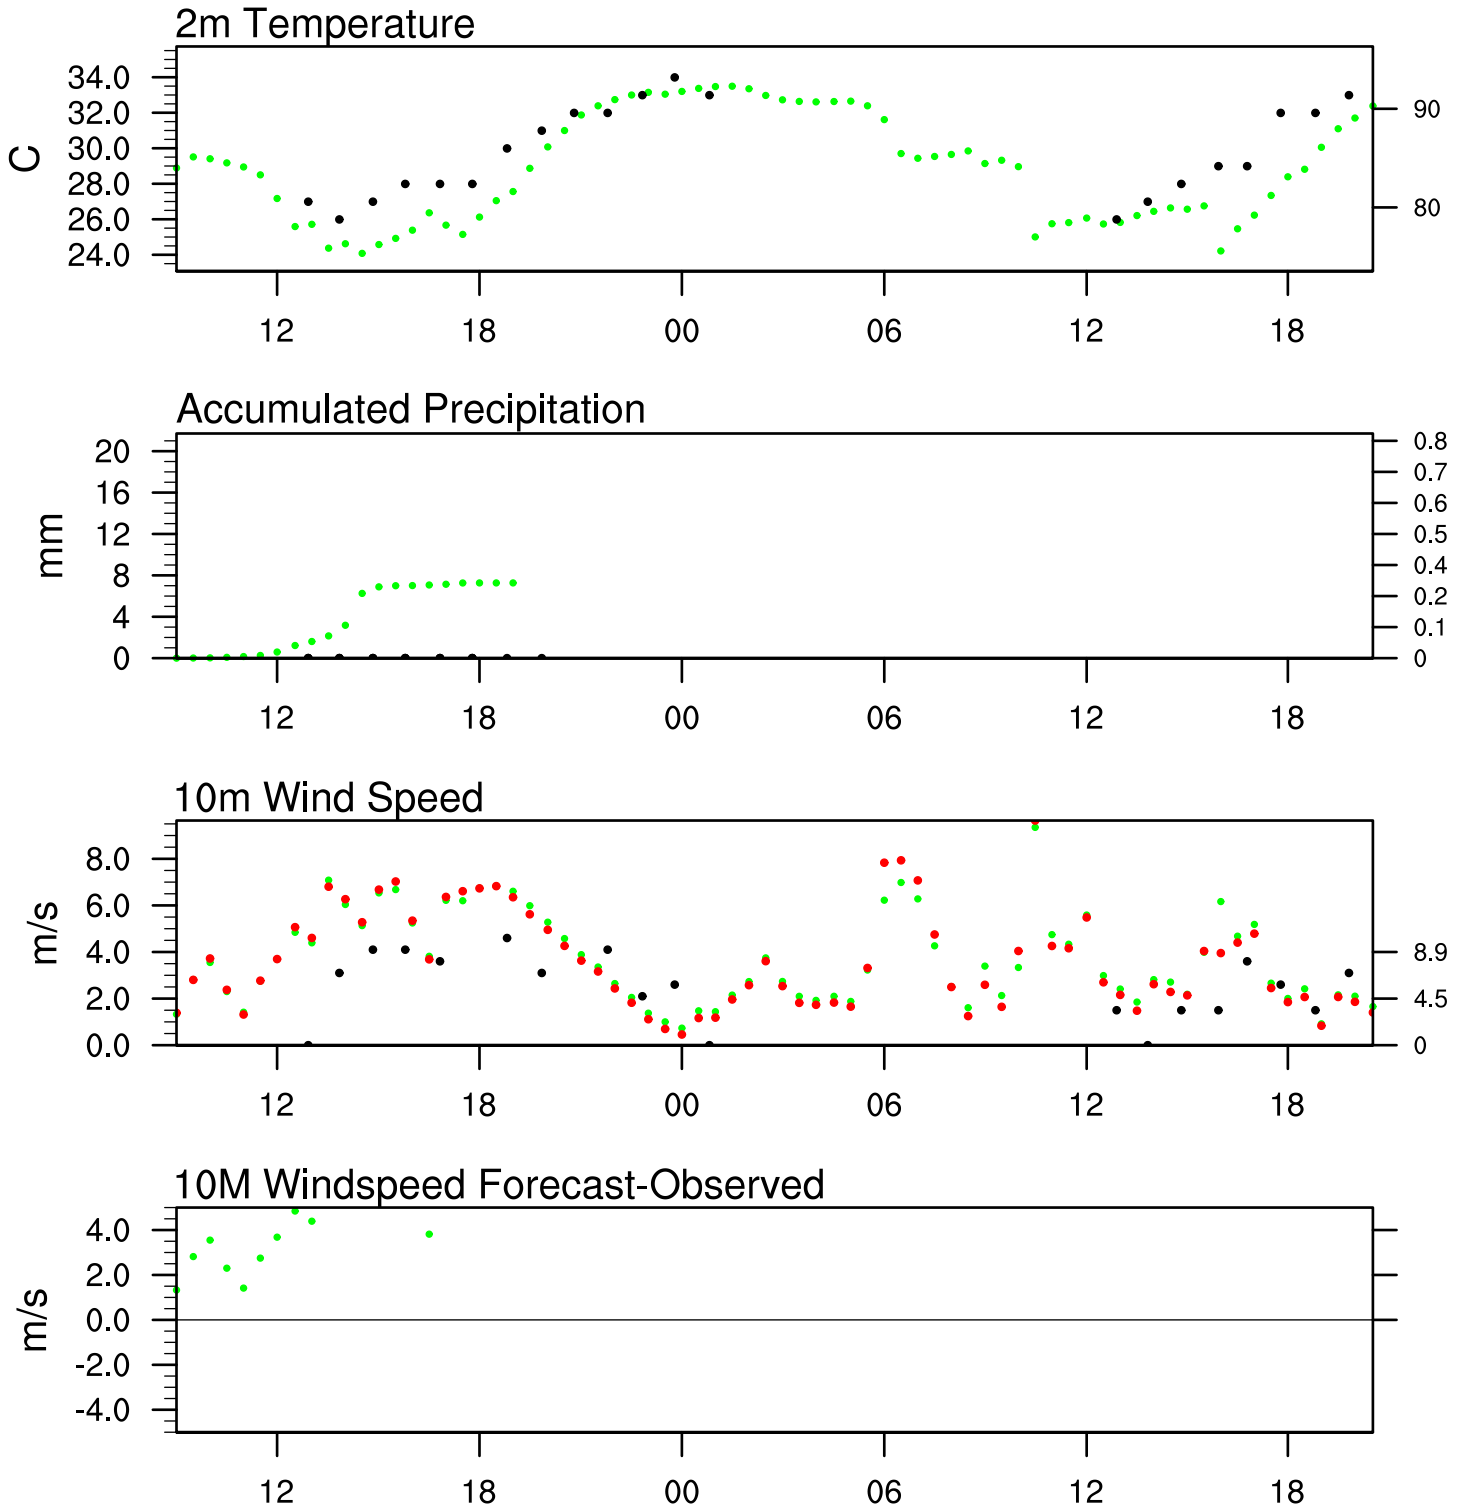 2m Temperature
34.0
32.0
30.0
28.0
26.0
24.0
C
90
80
12 18 00 06 12 18
Accumulated Precipitation
20
16
12
8
4
0
mm
0.8
0.7
0.6
0.5
0.4
0.2
0.1
0
12 18 00 06 12 18
10m Wind Speed
8.0
6.0
4.0
2.0
0.0
m/s
8.9
4.5
0
12 18 00 06 12 18
10M Windspeed Forecast-Observed
4.0
2.0
0.0
-2.0
-4.0
m/s
12 18 00 06 12 18